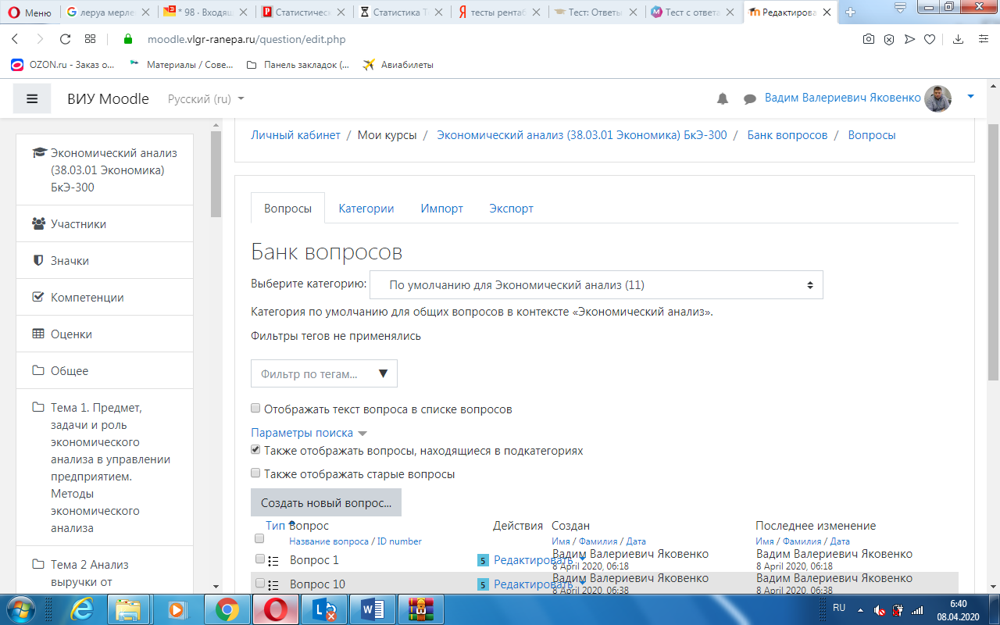 Меню
леруа мерле
* 98 · Входящ
Статистичес
Статистика Т
тесты рентаб
Тест: Ответы
Тест с ответа
Редактирова
moodle.vlgr-ranepa.ru/question/edit.php
OZON.ru - Заказ о...
Материалы / Сове...
Панель закладок (...
Авиабилеты
ВИУ Moodle
Русский (ru)
Вадим Валериевич Яковенко
Экономический анализ
(38.03.01 Экономика)
БкЭ-300
Участники
Значки
Компетенции
Оценки
Общее
Тема 1. Предмет,
задачи и роль
экономического
анализа в управлении
предприятием.
Методы
экономического
анализа
Тема 2 Анализ
выручки от
Личный кабинет / Мои курсы / Экономический анализ (38.03.01 Экономика) БкЭ-300 / Банк вопросов / Вопросы
Вопросы
Категории
Импорт
Экспорт
Банк вопросов
Выберите категорию: По умолчанию для Экономический анализ (11)
Категория по умолчанию для общих вопросов в контексте «Экономический анализ».
Фильтры тегов не применялись
Фильтр по тегам... ▼
Отображать текст вопроса в списке вопросов
Параметры поиска
Также отображать вопросы, находящиеся в подкатегориях
Также отображать старые вопросы
Создать новый вопрос...
Тип Вопрос Действия Создан Последнее изменение
Название вопроса / ID number Имя / Фамилия / Дата Имя / Фамилия / Дата
Вопрос 1 5 Редактировать Вадим Валериевич Яковенко Вадим Валериевич Яковенко
8 April 2020, 06:18 8 April 2020, 06:18
Вопрос 10 5 Редактировать Вадим Валериевич Яковенко Вадим Валериевич Яковенко
8 April 2020, 06:38 8 April 2020, 06:38
RU
6:40
08.04.2020